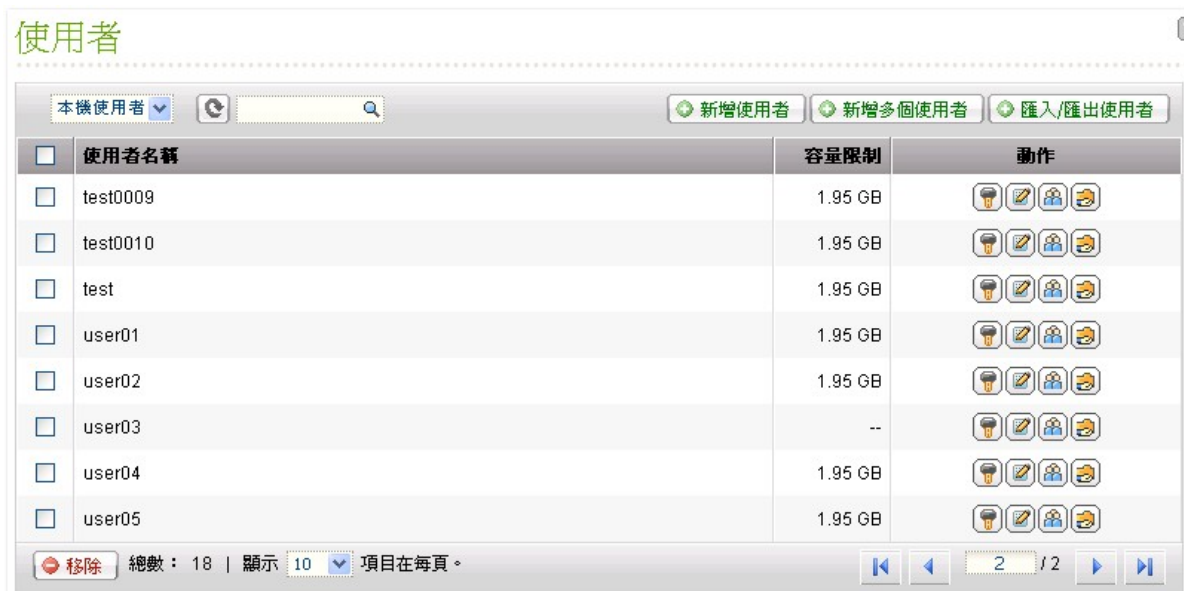 使用者
本機使用者 新增使用者 新增多個使用者 匯入/匯出使用者
使用者名稱 容量限制 動作
test0009 1.95 GB
test0010 1.95 GB
test 1.95 GB
user01 1.95 GB
user02 1.95 GB
user03 --
user04 1.95 GB
user05 1.95 GB
移除 總數： 18 | 顯示 10 項目在每頁。 2 / 2